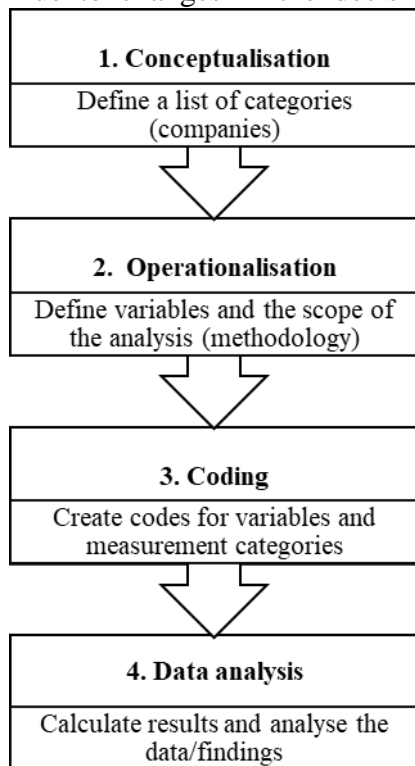 1. Conceptualisation
Define a list of categories
(companies)
2. Operationalisation
Define variables and the scope of
the analysis (methodology)
3. Coding
Create codes for variables and
measurement categories
4. Data analysis
Calculate results and analyse the
data/findings